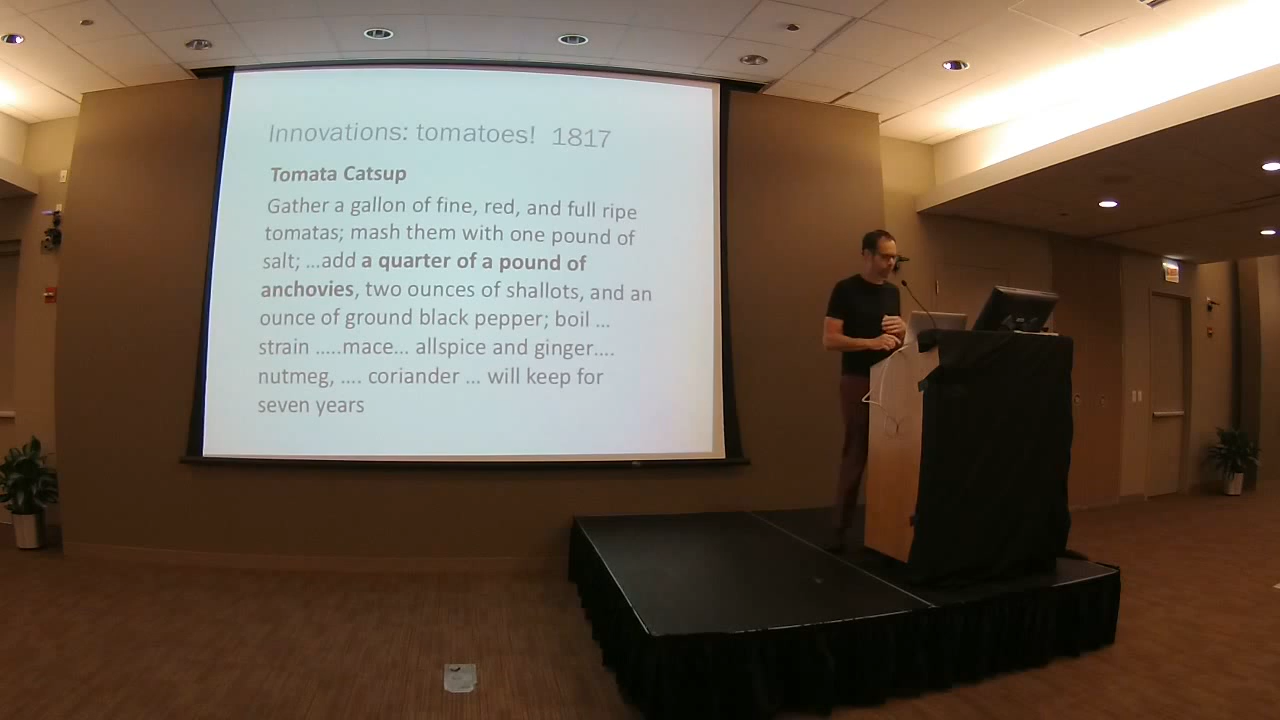 Innovations: tomatoes! 1817
Tomata Catsup
Gather a gallon of fine, red, and full ripe
tomatas; mash them with one pound of
salt; ...add a quarter of a pound of
anchovies, two ounces of shallots, and an
ounce of ground black pepper; boil ...
strain .....mace... allspice and ginger....
nutmeg, .... coriander ... will keep for
seven years